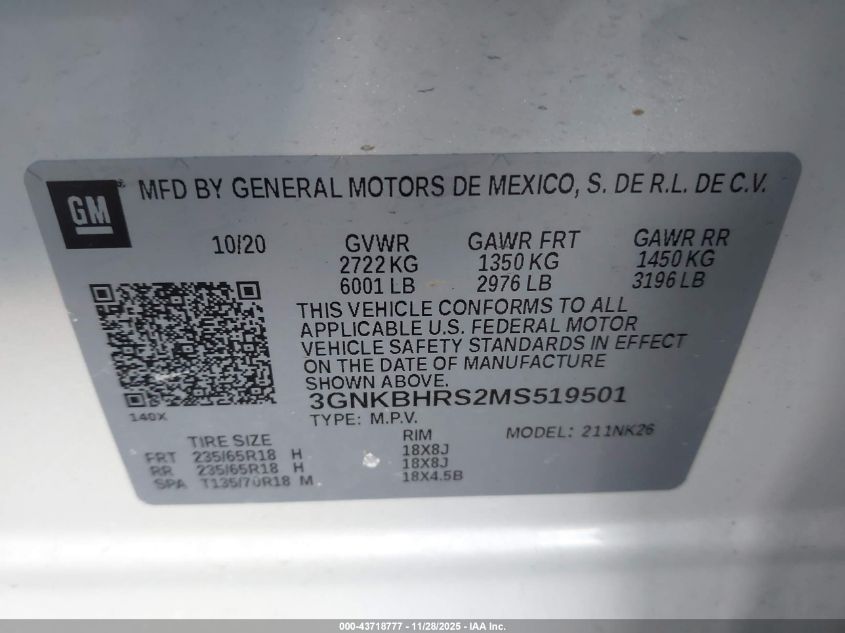 GM® MFD BY GENERAL MOTORS DE MEXICO, S. DE R.L. DE C.V.
10/20 GVWR GAWR FRT GAWR RR
2722 KG 1350 KG 1450 KG
6001 LB 2976 LB 3196 LB
THIS VEHICLE CONFORMS TO ALL
APPLICABLE U.S. FEDERAL MOTOR
VEHICLE SAFETY STANDARDS IN EFFECT
ON THE DATE OF MANUFACTURE
SHOWN ABOVE.
3GNKBHRS2MS519501
140X TYPE: M.P.V.
TIRE SIZE RIM MODEL: 211NK26
FRT 235/65R18 H 18X8J
RR 235/65R18 H 18X8J
SPA T135/70R18 M 18X4.5B
000-43718777 - 11/28/2025 - IAA Inc.